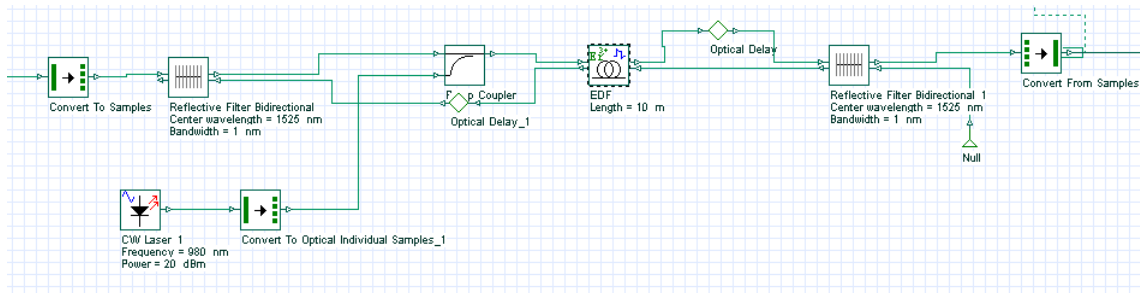 Optical Delay
Convert To Samples
Reflective Filter Bidirectional
Center wavelength = 1525 nm
Bandwidth = 1 nm
Coupler
Optical Delay_1
EDF
Length = 10 m
Reflective Filter Bidirectional 1
Center wavelength = 1525 nm
Bandwidth = 1 nm
Convert From Samples
Null
CW Laser 1
Frequency = 980 nm
Power = 20 dBm
Convert To Optical Individual Samples_1